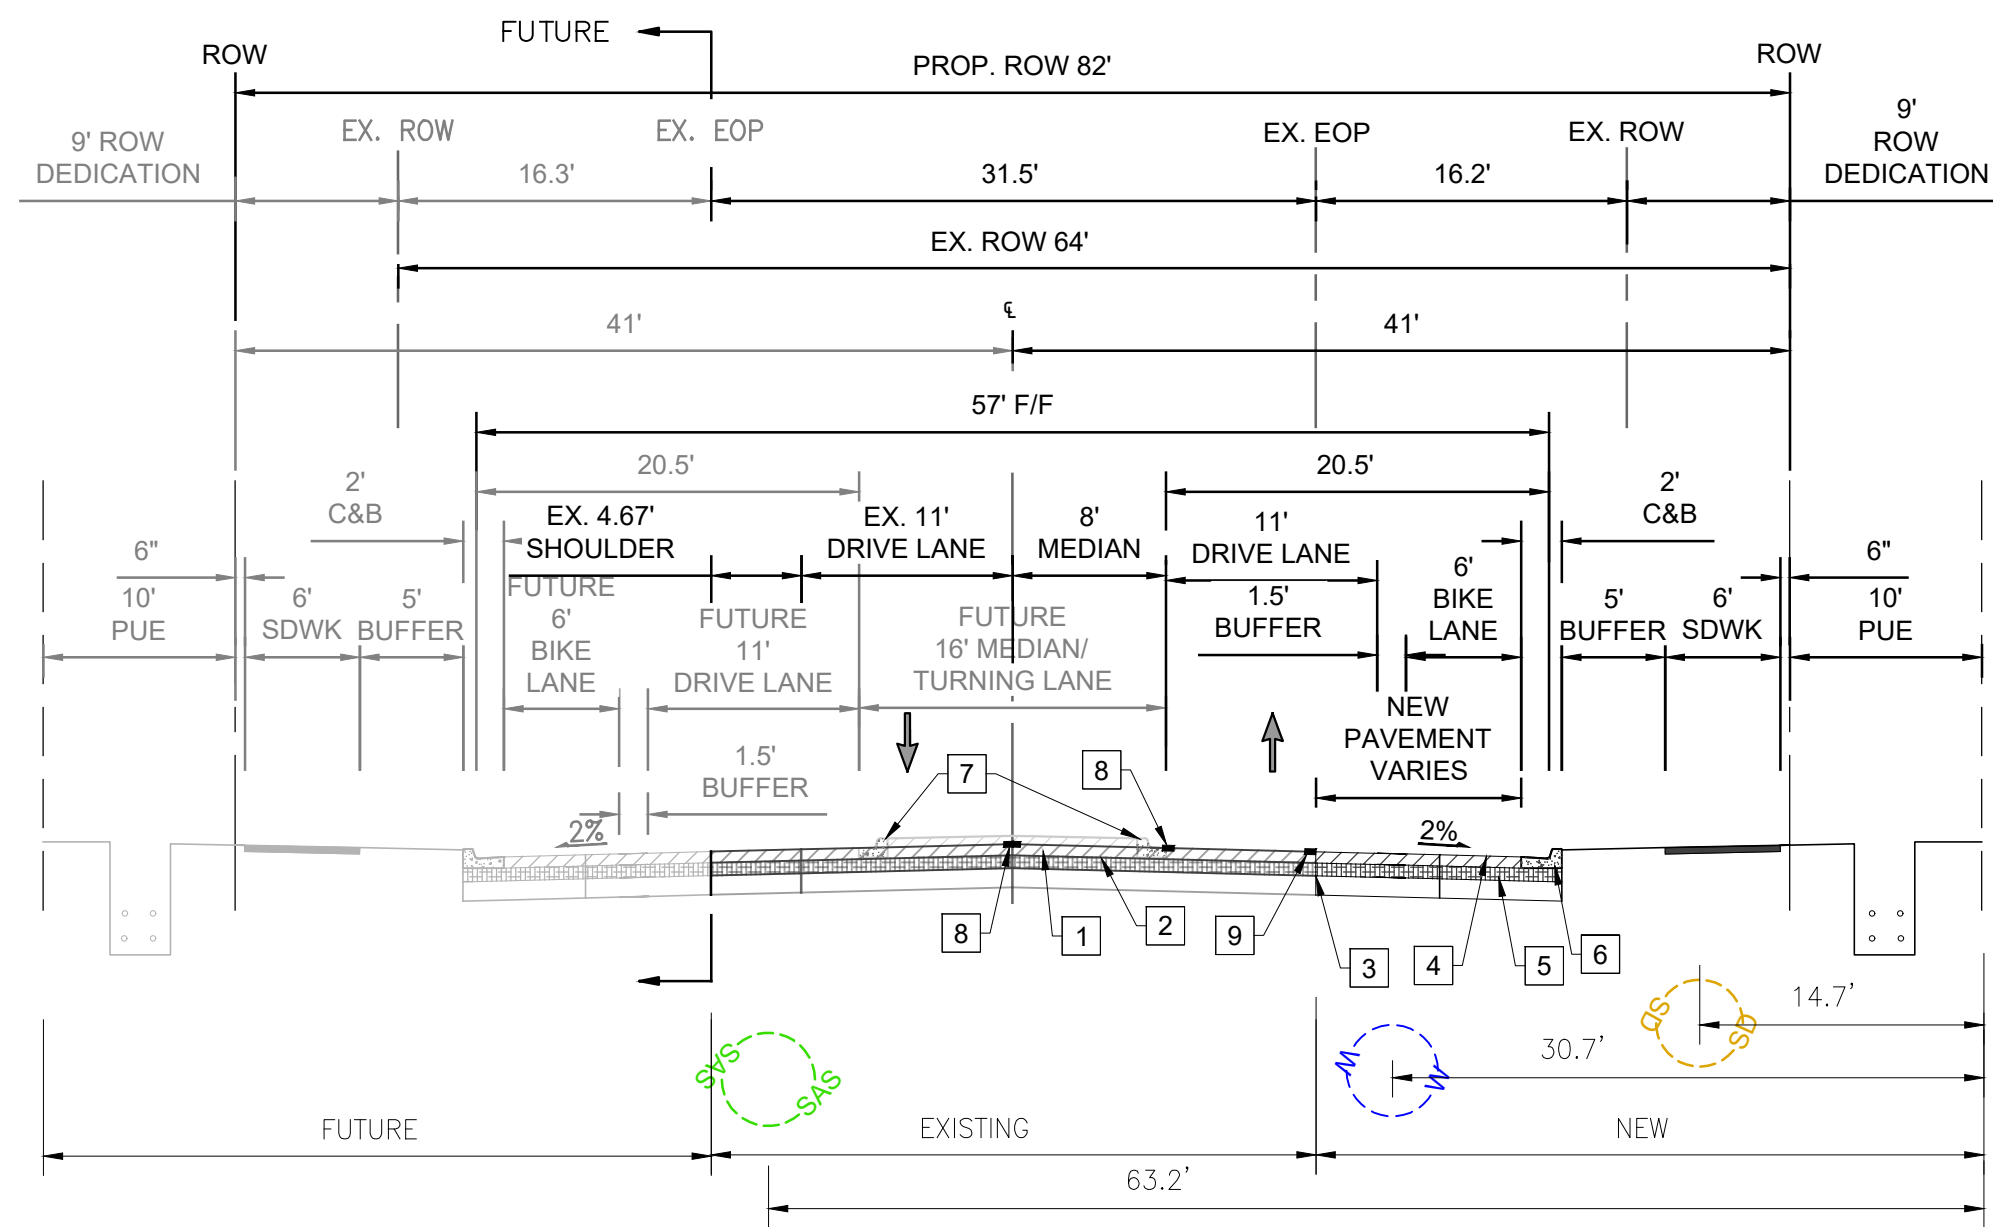 FUTURE
ROW
ROW
PROP. ROW 82'
9' ROW
DEDICATION
EX. ROW
EX. EOP
EX. EOP
EX. ROW
9'
ROW
DEDICATION
16.3'
31.5'
16.2'
EX. ROW 64'
℄
41'
41'
57' F/F
20.5'
20.5'
2'
C&B
EX. 4.67'
SHOULDER
EX. 11'
DRIVE LANE
8'
MEDIAN
11'
DRIVE LANE
2'
C&B
6"
6"
10'
PUE
6'
SDWK
5'
BUFFER
FUTURE
6'
BIKE
LANE
FUTURE
11'
DRIVE LANE
FUTURE
16' MEDIAN/
TURNING LANE
1.5'
BUFFER
6'
BIKE
LANE
5'
BUFFER
6'
SDWK
10'
PUE
NEW
PAVEMENT
VARIES
1.5'
BUFFER
7
8
2%
2%
8
1
2
9
3
4
5
6
SAS
SAS
W
W
SD
SD
14.7'
30.7'
FUTURE
EXISTING
NEW
63.2'